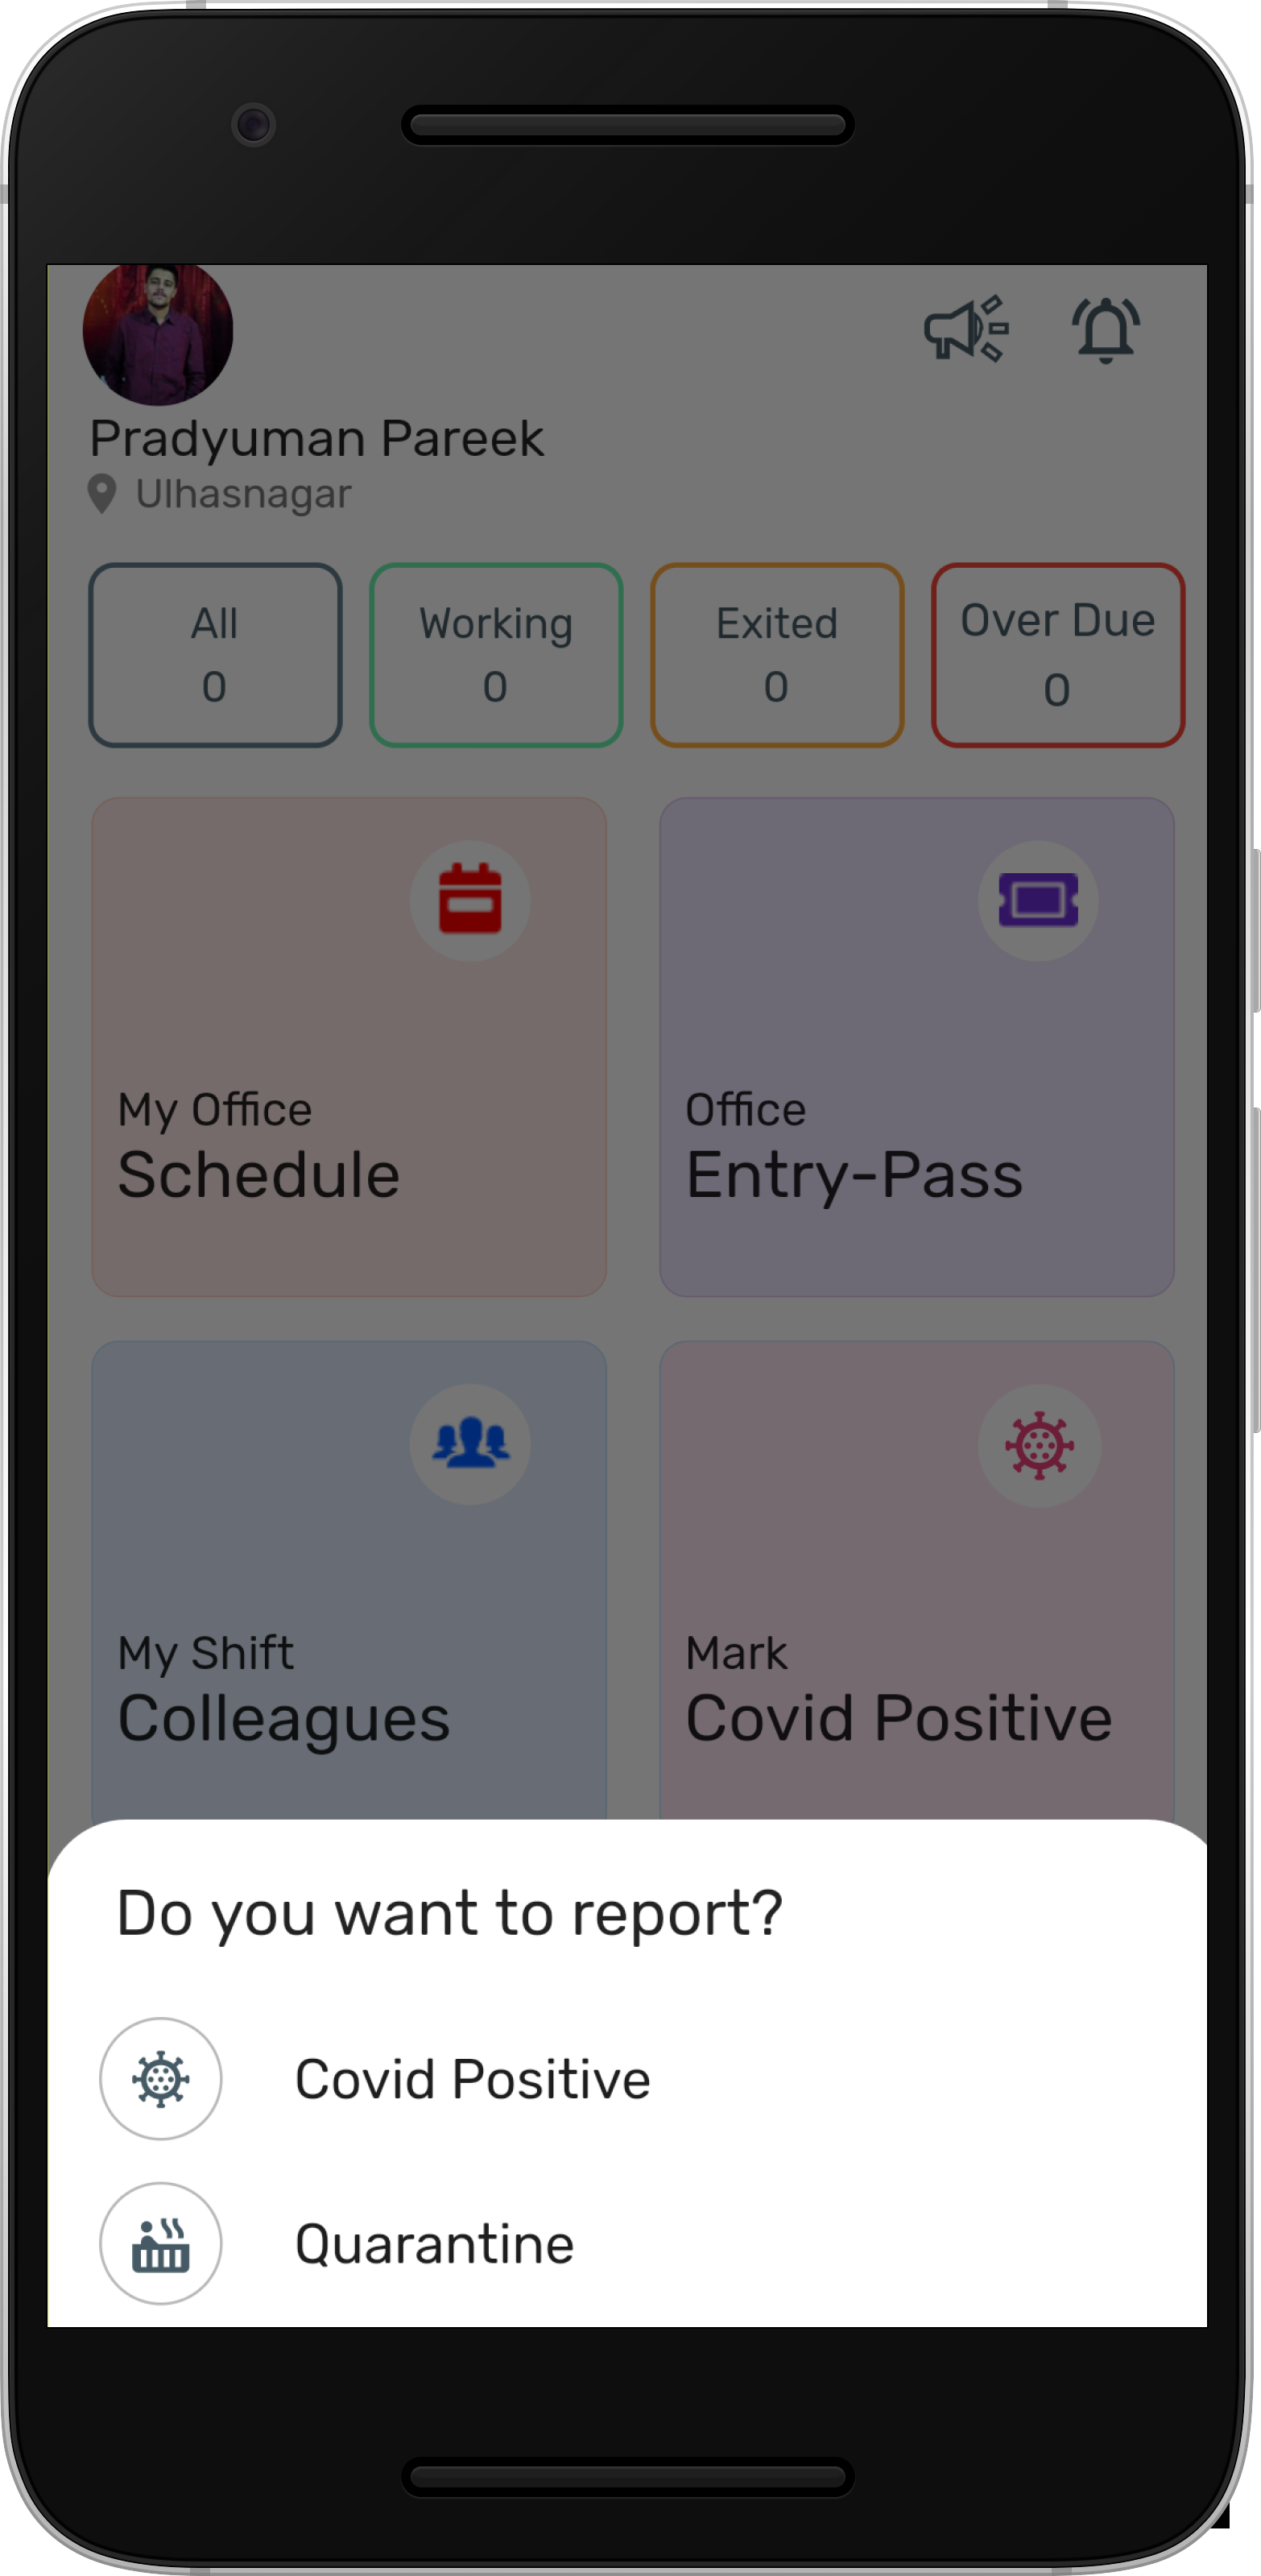 Pradyuman Pareek
Ulhasnagar
All
0
Working
0
Exited
0
Over Due
0
My Office
Schedule
Office
Entry-Pass
My Shift
Colleagues
Mark
Covid Positive
Do you want to report?
Covid Positive
Quarantine